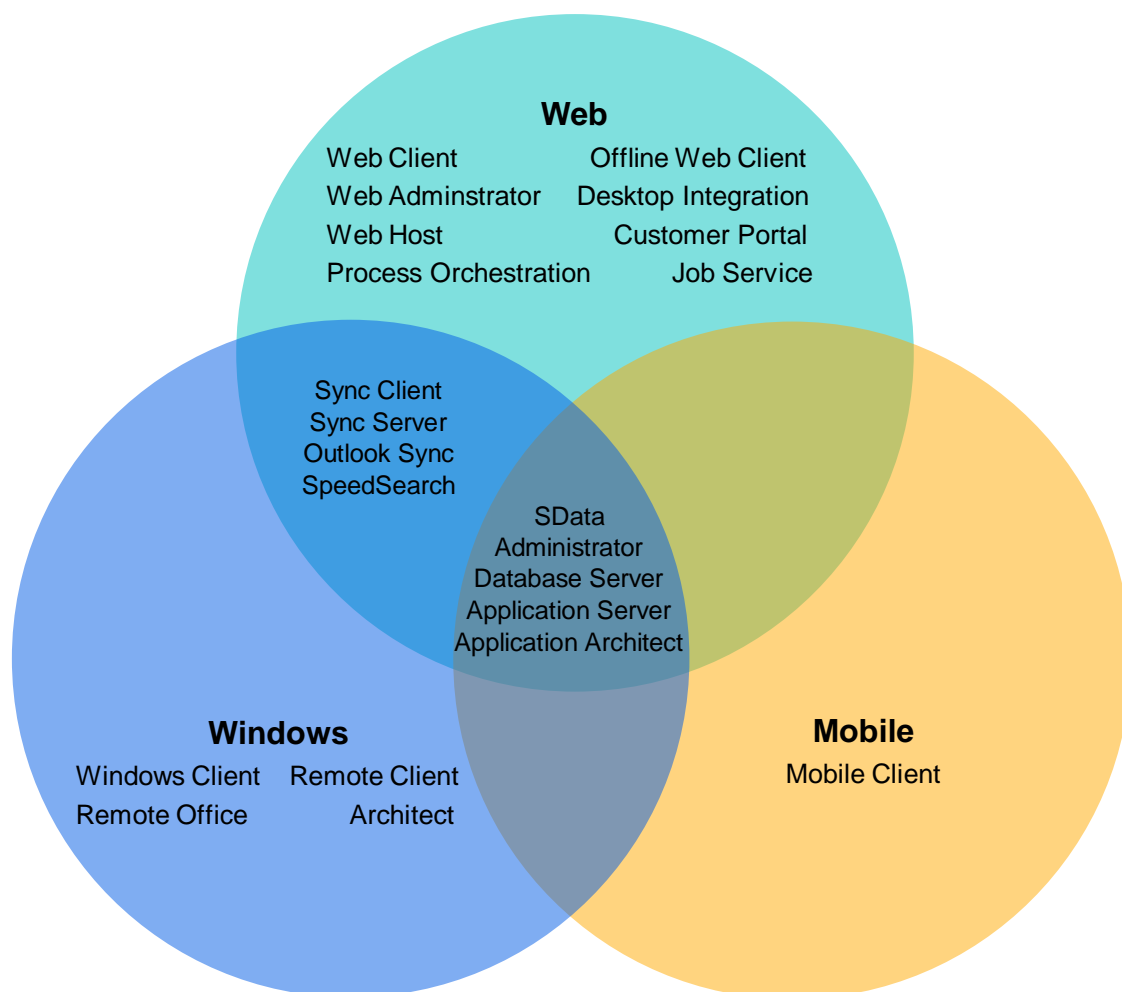 Web
Web Client Offline Web Client
Web Adminstrator Desktop Integration
Web Host Customer Portal
Process Orchestration Job Service
Sync Client
Sync Server
Outlook Sync
SpeedSearch
SData
Administrator
Database Server
Application Server
Application Architect
Windows
Windows Client Remote Client
Remote Office Architect
Mobile
Mobile Client